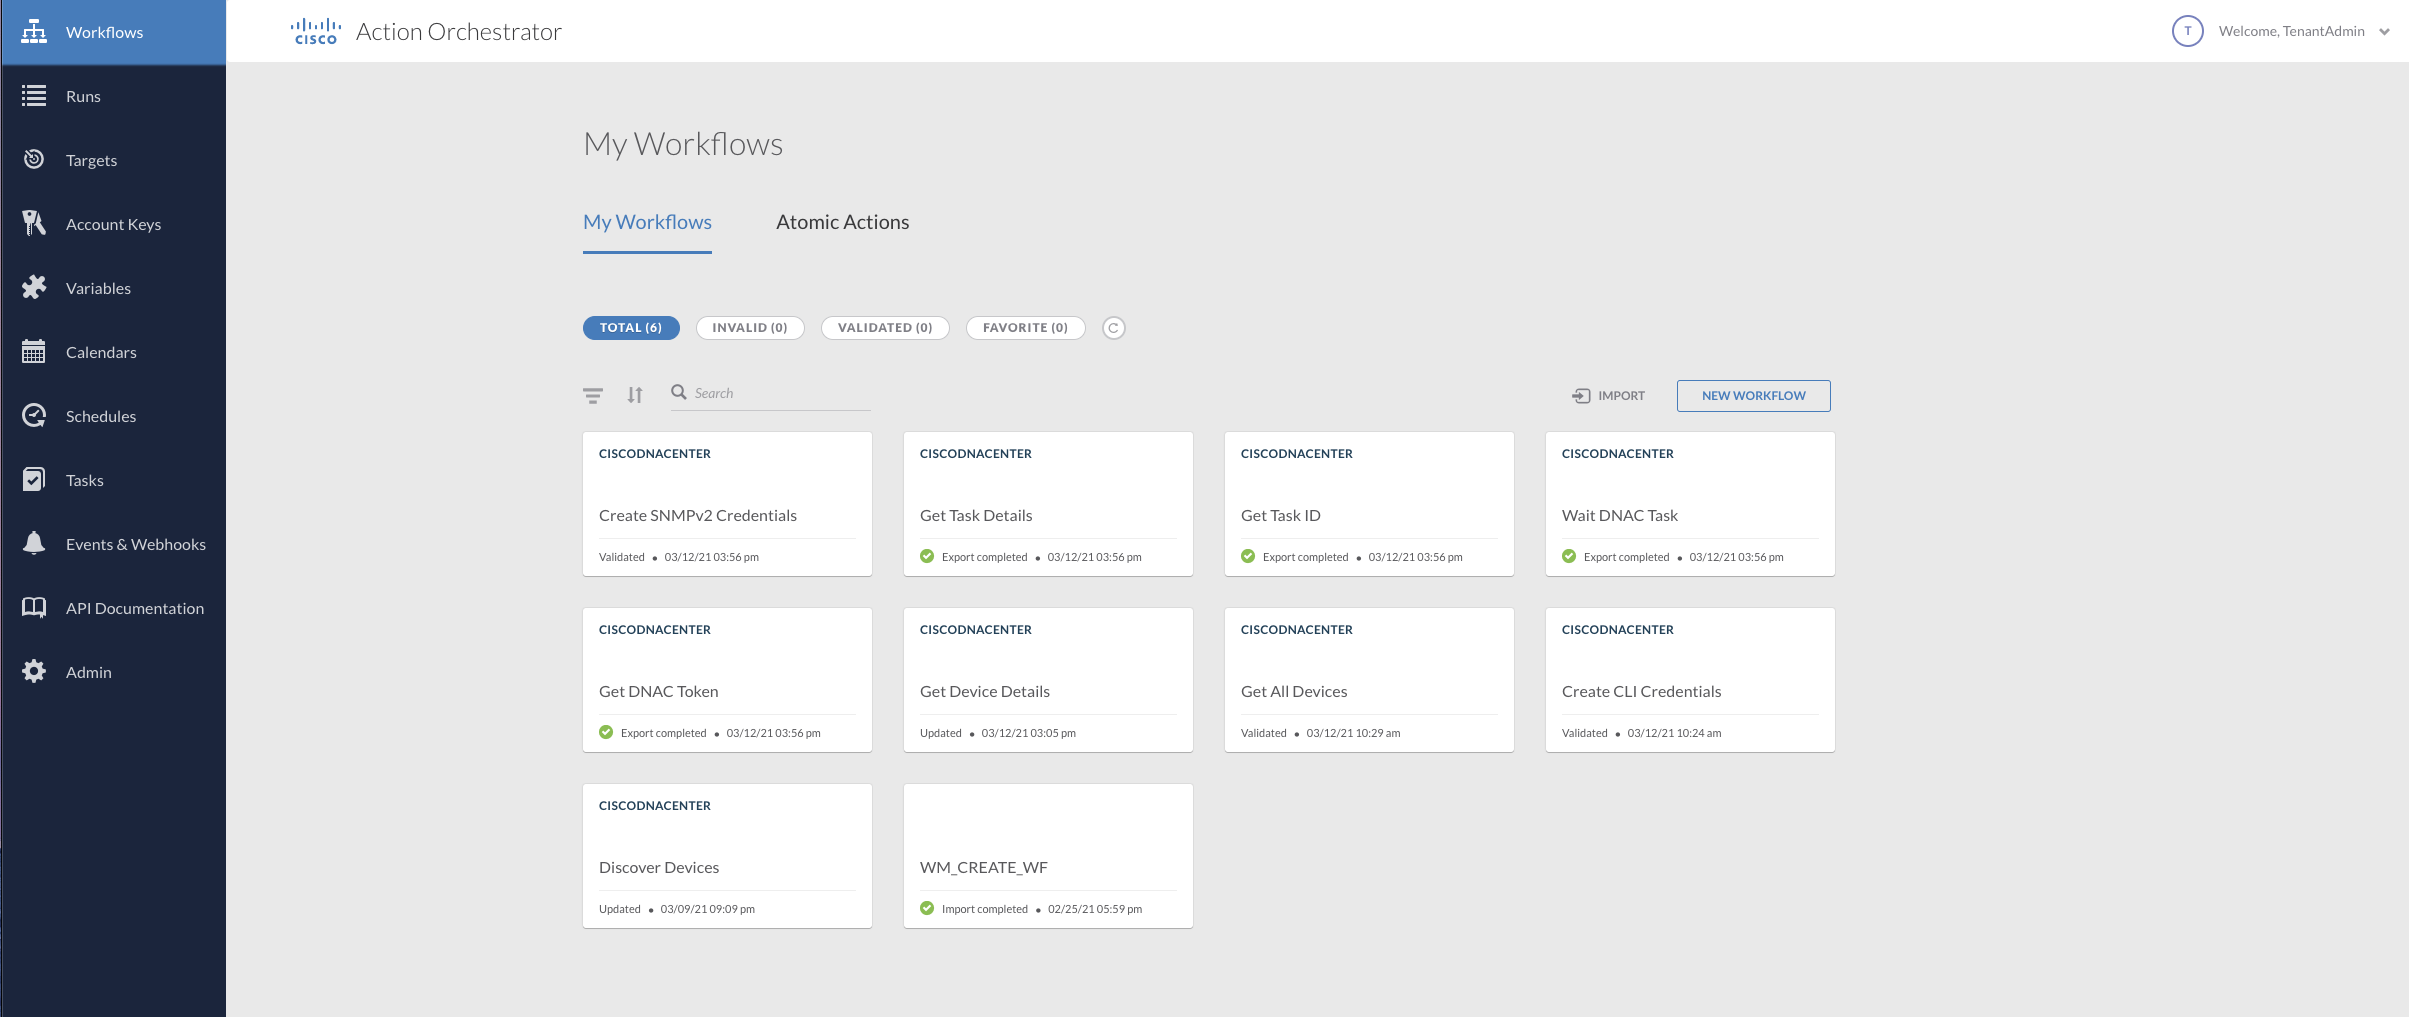 Workflows
Runs
Targets
Account Keys
Variables
Calendars
Schedules
Tasks
Events & Webhooks
API Documentation
Admin
CISCO Action Orchestrator
T Welcome, TenantAdmin
My Workflows
My Workflows Atomic Actions
TOTAL (6) INVALID (0) VALIDATED (0) FAVORITE (0)
Search IMPORT NEW WORKFLOW
CISCODNACENTER
Create SNMPv2 Credentials
Validated • 03/12/21 03:56 pm
CISCODNACENTER
Get Task Details
Export completed • 03/12/21 03:56 pm
CISCODNACENTER
Get Task ID
Export completed • 03/12/21 03:56 pm
CISCODNACENTER
Wait DNAC Task
Export completed • 03/12/21 03:56 pm
CISCODNACENTER
Get DNAC Token
Export completed • 03/12/21 03:56 pm
CISCODNACENTER
Get Device Details
Updated • 03/12/21 03:05 pm
CISCODNACENTER
Get All Devices
Validated • 03/12/21 10:29 am
CISCODNACENTER
Create CLI Credentials
Validated • 03/12/21 10:24 am
CISCODNACENTER
Discover Devices
Updated • 03/09/21 09:09 pm
WM_CREATE_WF
Import completed • 02/25/21 05:59 pm